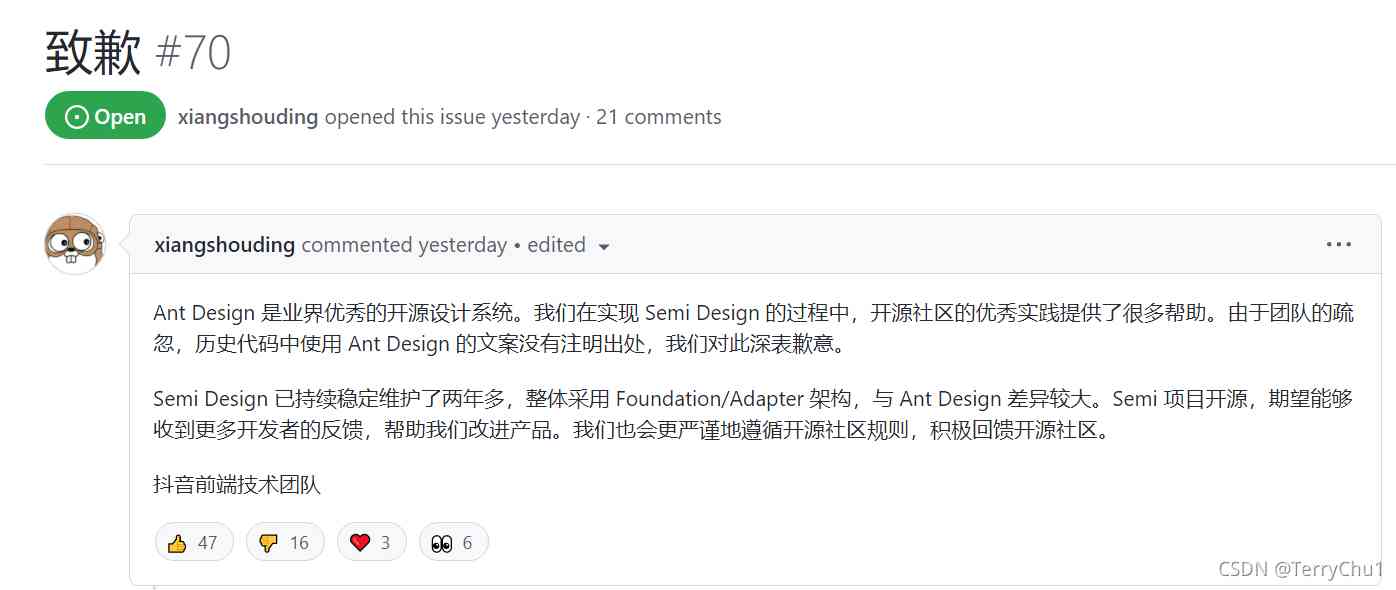 致歉 #70
Open xiangshouding opened this issue yesterday · 21 comments
xiangshouding commented yesterday • edited
Ant Design 是业界优秀的开源设计系统。我们在实现 Semi Design 的过程中，开源社区的优秀实践提供了很多帮助。由于团队的疏
忽，历史代码中使用 Ant Design 的文案没有注明出处，我们对此深表歉意。
Semi Design 已持续稳定维护了两年多，整体采用 Foundation/Adapter 架构，与 Ant Design 差异较大。Semi 项目开源，期望能够
收到更多开发者的反馈，帮助我们改进产品。我们也会更严谨地遵循开源社区规则，积极回馈开源社区。
抖音前端技术团队
47 16 3 6
CSDN @TerryChu1